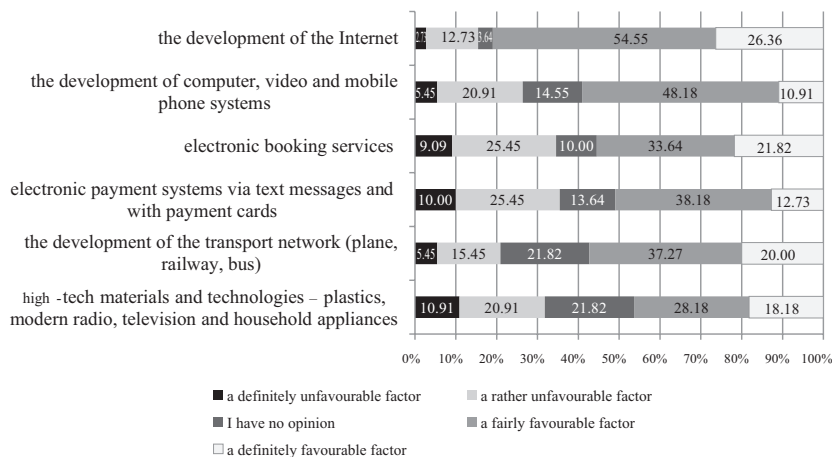 the development of the Internet
2.73 12.73 3.64 54.55 26.36
the development of computer, video and mobile
phone systems
5.45 20.91 14.55 48.18 10.91
electronic booking services
9.09 25.45 10.00 33.64 21.82
electronic payment systems via text messages and
with payment cards
10.00 25.45 13.64 38.18 12.73
the development of the transport network (plane,
railway, bus)
5.45 15.45 21.82 37.27 20.00
high -tech materials and technologies – plastics,
modern radio, television and household appliances
10.91 20.91 21.82 28.18 18.18
0% 10% 20% 30% 40% 50% 60% 70% 80% 90% 100%
a definitely unfavourable factor a rather unfavourable factor
I have no opinion a fairly favourable factor
a definitely favourable factor